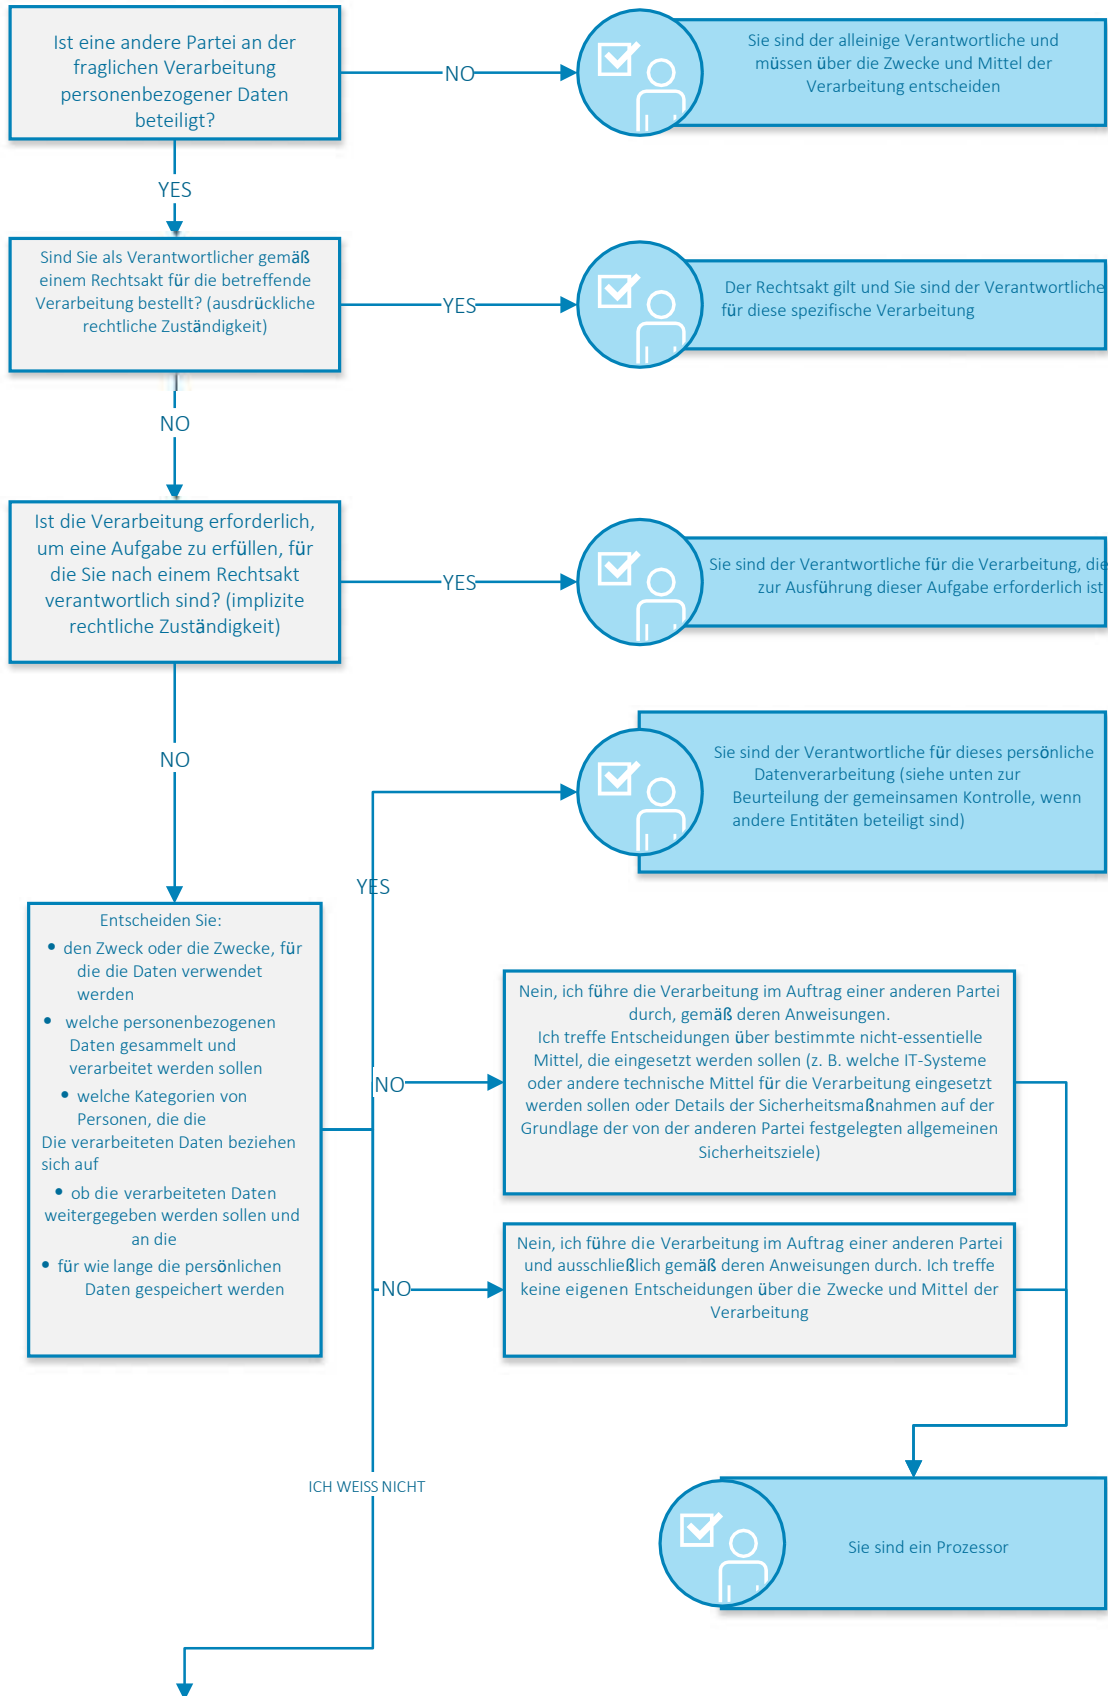 Ist eine andere Partei an der
fraglichen Verarbeitung
personenbezogener Daten
beteiligt?
NO
Sie sind der alleinige Verantwortliche und
müssen über die Zwecke und Mittel der
Verarbeitung entscheiden
YES
Sind Sie als Verantwortlicher gemäß
einem Rechtsakt für die betreffende
Verarbeitung bestellt? (ausdrückliche
rechtliche Zuständigkeit)
YES
Der Rechtsakt gilt und Sie sind der Verantwortliche
für diese spezifische Verarbeitung
NO
Ist die Verarbeitung erforderlich,
um eine Aufgabe zu erfüllen, für
die Sie nach einem Rechtsakt
verantwortlich sind? (implizite
rechtliche Zuständigkeit)
YES
Sie sind der Verantwortliche für die Verarbeitung, die
zur Ausführung dieser Aufgabe erforderlich ist
NO
Sie sind der Verantwortliche für dieses persönliche
Datenverarbeitung (siehe unten zur
Beurteilung der gemeinsamen Kontrolle, wenn
andere Entitäten beteiligt sind)
YES
Entscheiden Sie:
• den Zweck oder die Zwecke, für
die die Daten verwendet
werden
• welche personenbezogenen
Daten gesammelt und
verarbeitet werden sollen
• welche Kategorien von
Personen, die die
Die verarbeiteten Daten beziehen
sich auf
• ob die verarbeiteten Daten
weitergegeben werden sollen und
an die
• für wie lange die persönlichen
Daten gespeichert werden
NO
Nein, ich führe die Verarbeitung im Auftrag einer anderen Partei
durch, gemäß deren Anweisungen.
Ich treffe Entscheidungen über bestimmte nicht-essentielle
Mittel, die eingesetzt werden sollen (z. B. welche IT-Systeme
oder andere technische Mittel für die Verarbeitung eingesetzt
werden sollen oder Details der Sicherheitsmaßnahmen auf der
Grundlage der von der anderen Partei festgelegten allgemeinen
Sicherheitsziele)
NO
Nein, ich führe die Verarbeitung im Auftrag einer anderen Partei
und ausschließlich gemäß deren Anweisungen durch. Ich treffe
keine eigenen Entscheidungen über die Zwecke und Mittel der
Verarbeitung
ICH WEISS NICHT
Sie sind ein Prozessor